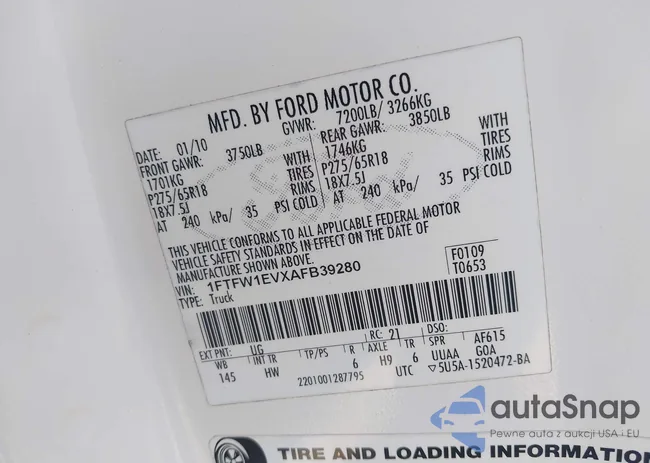 MFD. BY FORD MOTOR CO.
DATE: 01/10 GVWR: 7200LB/ 3266KG
FRONT GAWR: 3750LB REAR GAWR: 3850LB
1701KG WITH 1746KG WITH
P275/65R18 TIRES P275/65R18 TIRES
18X7.5J RIMS 18X7.5J RIMS
AT 240 kPa/ 35 PSI COLD AT 240 kPa/ 35 PSI COLD
THIS VEHICLE CONFORMS TO ALL APPLICABLE FEDERAL MOTOR
VEHICLE SAFETY STANDARDS IN EFFECT ON THE DATE OF
MANUFACTURE SHOWN ABOVE.
VIN: 1FTFW1EVXAFB39280 F0109
TYPE: Truck T0653
EXT PNT: UG RC: 21 DSO:
WB INT TR TP/PS R AXLE TR SPR AF615
145 HW 6 H9 6 UUAA GOA
2201001287795 UTC 5U5A-1520472-BA
autaSnap
Pewne auta z aukcji USA i EU
TIRE AND LOADING INFORMATION